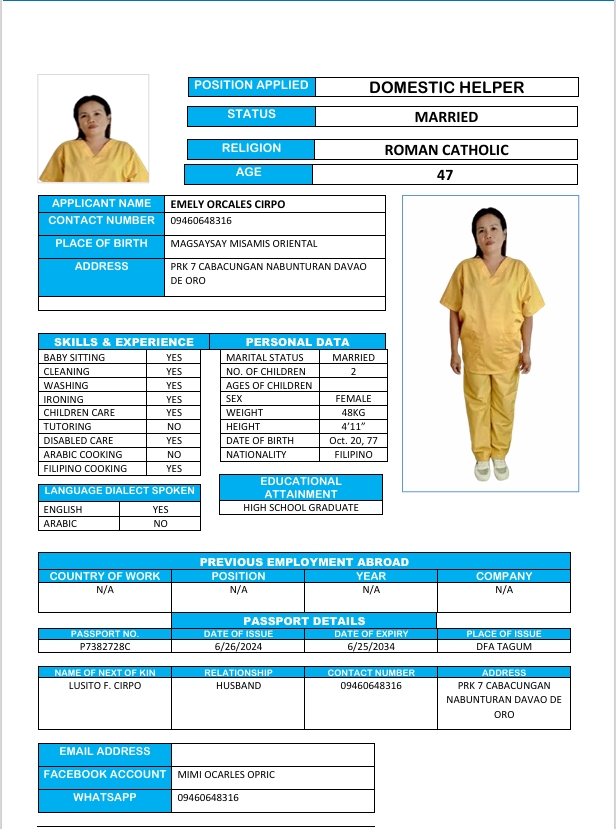 POSITION APPLIED DOMESTIC HELPER
STATUS MARRIED
RELIGION ROMAN CATHOLIC
AGE 47
APPLICANT NAME EMELY ORCALES CIRPO
CONTACT NUMBER 09460648316
PLACE OF BIRTH MAGSAYSAY MISAMIS ORIENTAL
ADDRESS PRK 7 CABACUNGAN NABUNTURAN DAVAO
DE ORO
SKILLS & EXPERIENCE
BABY SITTING YES
CLEANING YES
WASHING YES
IRONING YES
CHILDREN CARE YES
TUTORING NO
DISABLED CARE YES
ARABIC COOKING NO
FILIPINO COOKING YES
PERSONAL DATA
MARITAL STATUS MARRIED
NO. OF CHILDREN 2
AGES OF CHILDREN
SEX FEMALE
WEIGHT 48KG
HEIGHT 4’11”
DATE OF BIRTH Oct. 20, 77
NATIONALITY FILIPINO
LANGUAGE DIALECT SPOKEN
ENGLISH YES
ARABIC NO
EDUCATIONAL
ATTAINMENT
HIGH SCHOOL GRADUATE
PREVIOUS EMPLOYMENT ABROAD
COUNTRY OF WORK POSITION YEAR COMPANY
N/A N/A N/A N/A
PASSPORT DETAILS
PASSPORT NO. DATE OF ISSUE DATE OF EXPIRY PLACE OF ISSUE
P7382728C 6/26/2024 6/25/2034 DFA TAGUM
NAME OF NEXT OF KIN RELATIONSHIP CONTACT NUMBER ADDRESS
LUSITO F. CIRPO HUSBAND 09460648316 PRK 7 CABACUNGAN
NABUNTURAN DAVAO DE
ORO
EMAIL ADDRESS
FACEBOOK ACCOUNT MIMI OCARLES OPRIC
WHATSAPP 09460648316